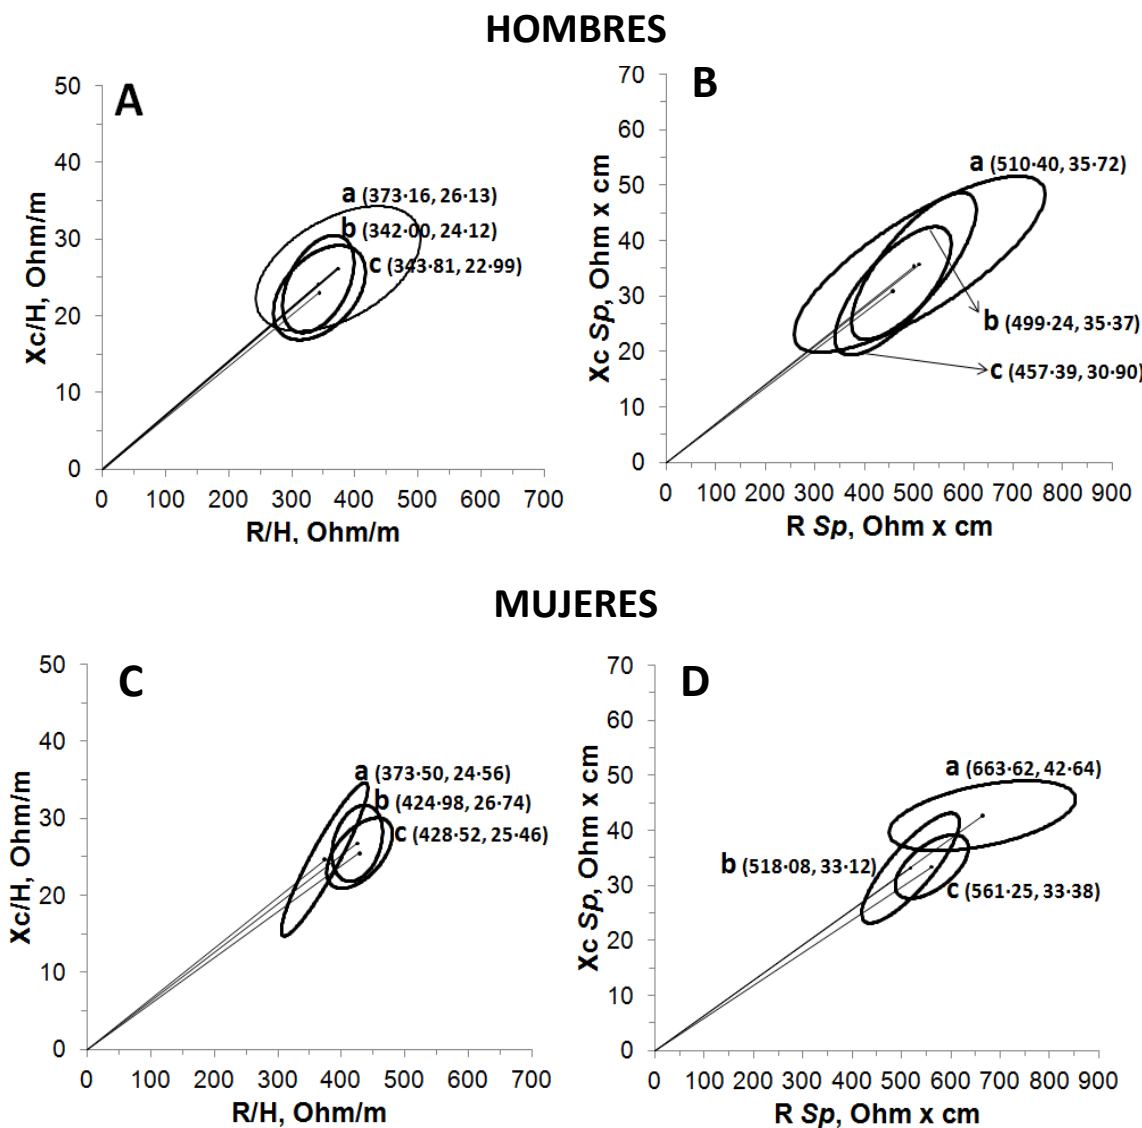 HOMBRES
A
50
40
30
20
10
0
Xc/H, Ohm/m
a (373·16, 26·13)
b (342·00, 24·12)
c (343·81, 22·99)
0 100 200 300 400 500 600 700
R/H, Ohm/m
B
70
60
50
40
30
20
10
0
Xc Sp, Ohm x cm
a (510·40, 35·72)
b (499·24, 35·37)
c (457·39, 30·90)
0 100 200 300 400 500 600 700 800 900
R Sp, Ohm x cm
MUJERES
C
50
40
30
20
10
0
Xc/H, Ohm/m
a (373·50, 24·56)
b (424·98, 26·74)
c (428·52, 25·46)
0 100 200 300 400 500 600 700
R/H, Ohm/m
D
70
60
50
40
30
20
10
0
Xc Sp, Ohm x cm
a (663·62, 42·64)
b (518·08, 33·12)
c (561·25, 33·38)
0 100 200 300 400 500 600 700 800 900
R Sp, Ohm x cm